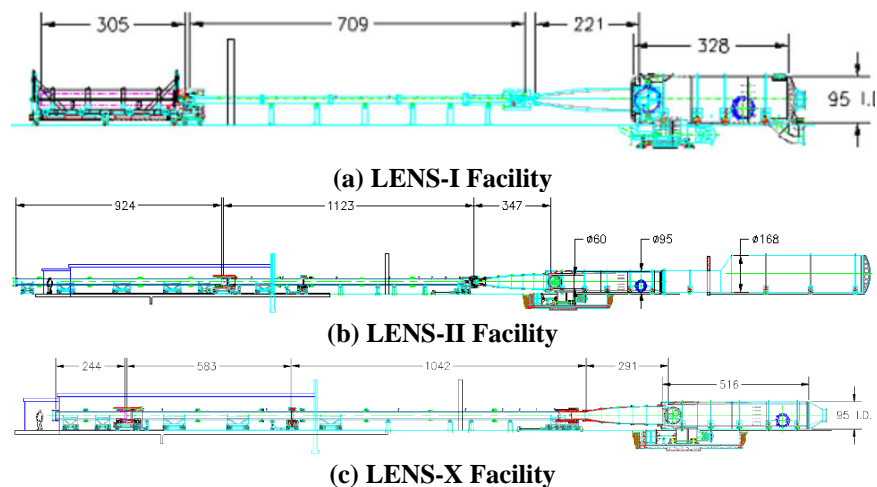 305 709 221 328
95 I.D
(a) LENS-I Facility
924 1123 347
ø60 ø95 ø168
(b) LENS-II Facility
244 583 1042 291
516
95 I.D.
(c) LENS-X Facility